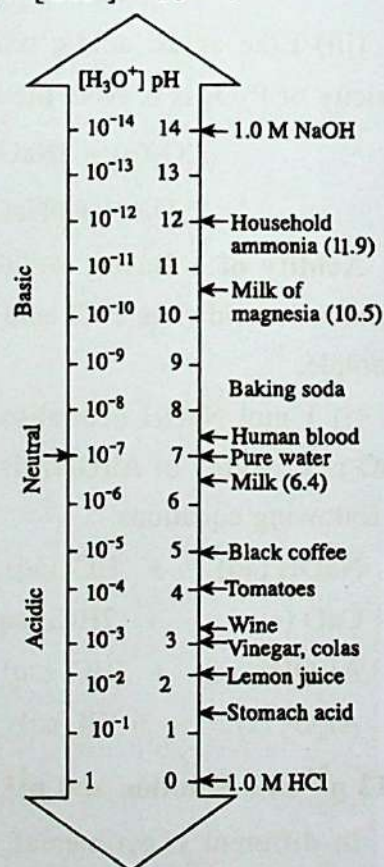 [H₃O⁺] pH
10⁻¹⁴ 14 1.0 M NaOH
10⁻¹³ 13
10⁻¹² 12 Household
ammonia (11.9)
10⁻¹¹ 11
Milk of
10⁻¹⁰ 10 magnesia (10.5)
10⁻⁹ 9
Baking soda
10⁻⁸ 8
Human blood
10⁻⁷ 7 Pure water
Milk (6.4)
10⁻⁶ 6
10⁻⁵ 5 Black coffee
10⁻⁴ 4 Tomatoes
Wine
10⁻³ 3 Vinegar, colas
10⁻² 2 Lemon juice
Stomach acid
10⁻¹ 1
1 0 1.0 M HCl
Basic
Neutral
Acidic